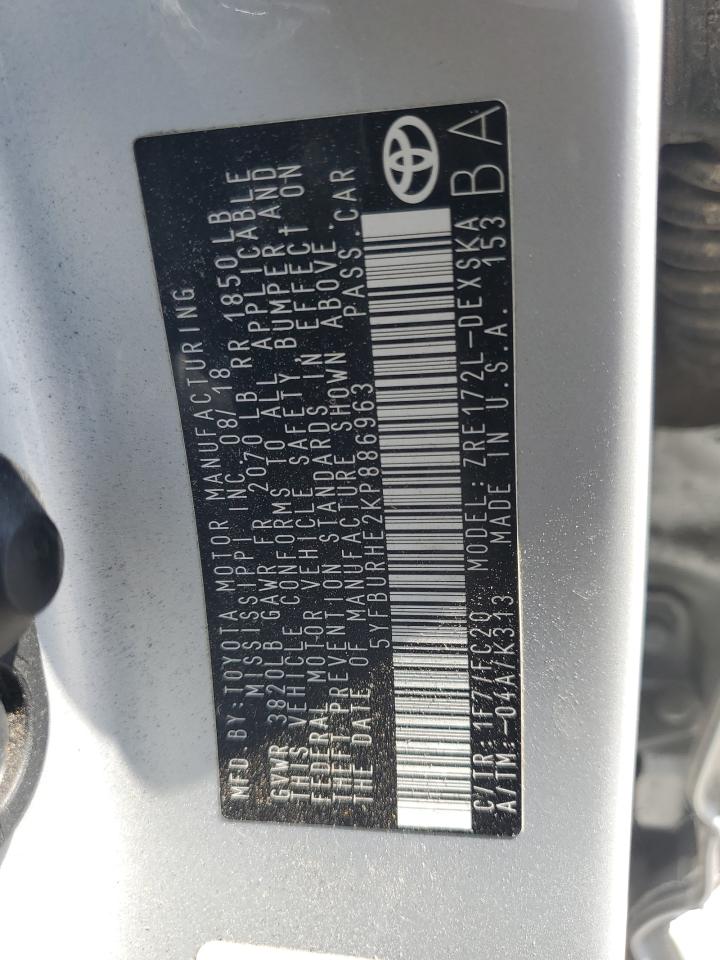 MFD. BY: TOYOTA MOTOR MANUFACTURING
MISSISSIPPI INC. 08/18
GVWR 3820LB GAWR FR 2070 LB RR 1850 LB
THIS VEHICLE CONFORMS TO ALL APPLICABLE
FEDERAL MOTOR VEHICLE SAFETY, BUMPER AND
THEFT PREVENTION STANDARDS IN EFFECT ON
THE DATE OF MANUFACTURE SHOWN ABOVE.
5YFBURHE2KP886963 PASS. CAR
C/TR: 1F7/FC20 MODEL: ZRE172L-DEXSKA
A/TM: -04A/K313 MADE IN U.S.A. 153
BA